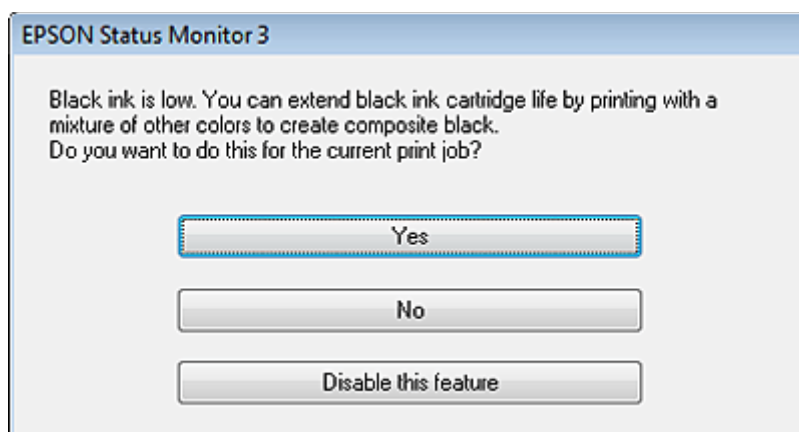 EPSON Status Monitor 3
Black ink is low. You can extend black ink cartridge life by printing with a
mixture of other colors to create composite black.
Do you want to do this for the current print job?
Yes
No
Disable this feature